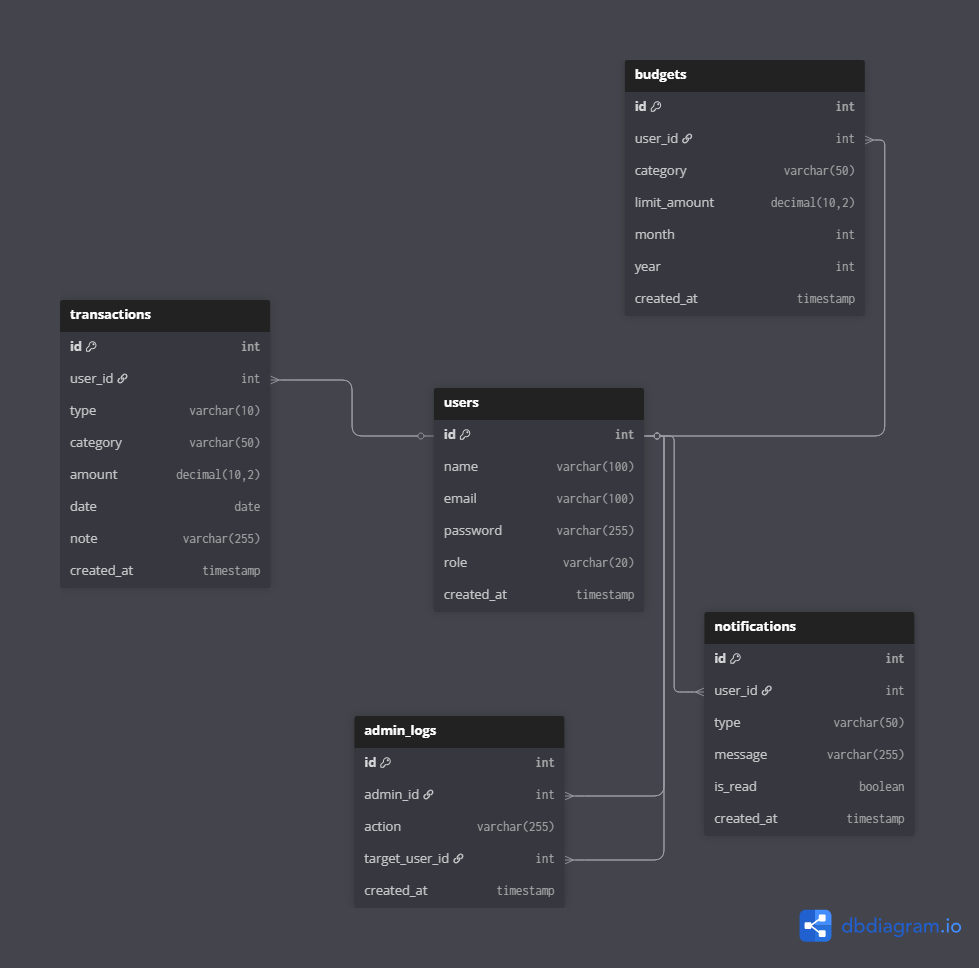 budgets
id int
user_id int
category varchar(50)
limit_amount decimal(10,2)
month int
year int
created_at timestamp
transactions
id int
user_id int
type varchar(10)
category varchar(50)
amount decimal(10,2)
date date
note varchar(255)
created_at timestamp
users
id int
name varchar(100)
email varchar(100)
password varchar(255)
role varchar(20)
created_at timestamp
notifications
id int
user_id int
type varchar(50)
message varchar(255)
is_read boolean
created_at timestamp
admin_logs
id int
admin_id int
action varchar(255)
target_user_id int
created_at timestamp
dbdiagram.io